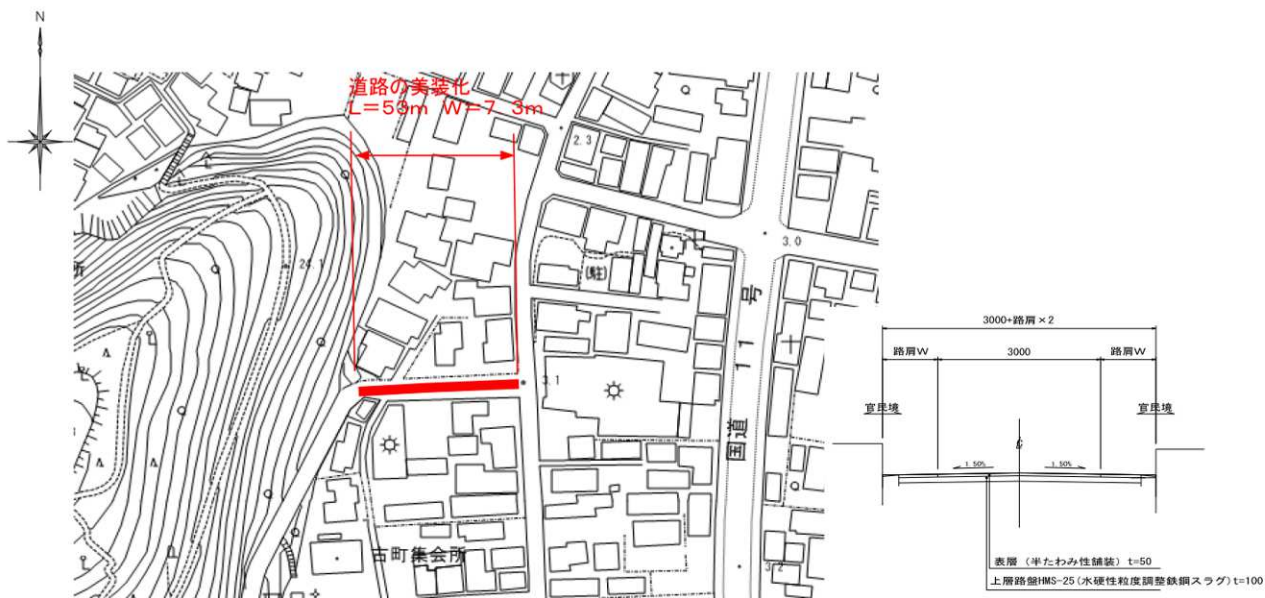 N
道路の美装化
L=53m W=7.3m
2.3
3.0
24.1
(駐)
3.1
国道11号
古町集会所
3.2
3000+路肩×2
路肩W
3000
路肩W
官民境
官民境
1.50%
1.50%
表層（半たわみ性舗装）t=50
上層路盤HMS-25（水硬性粒度調整鉄鋼スラグ）t=100